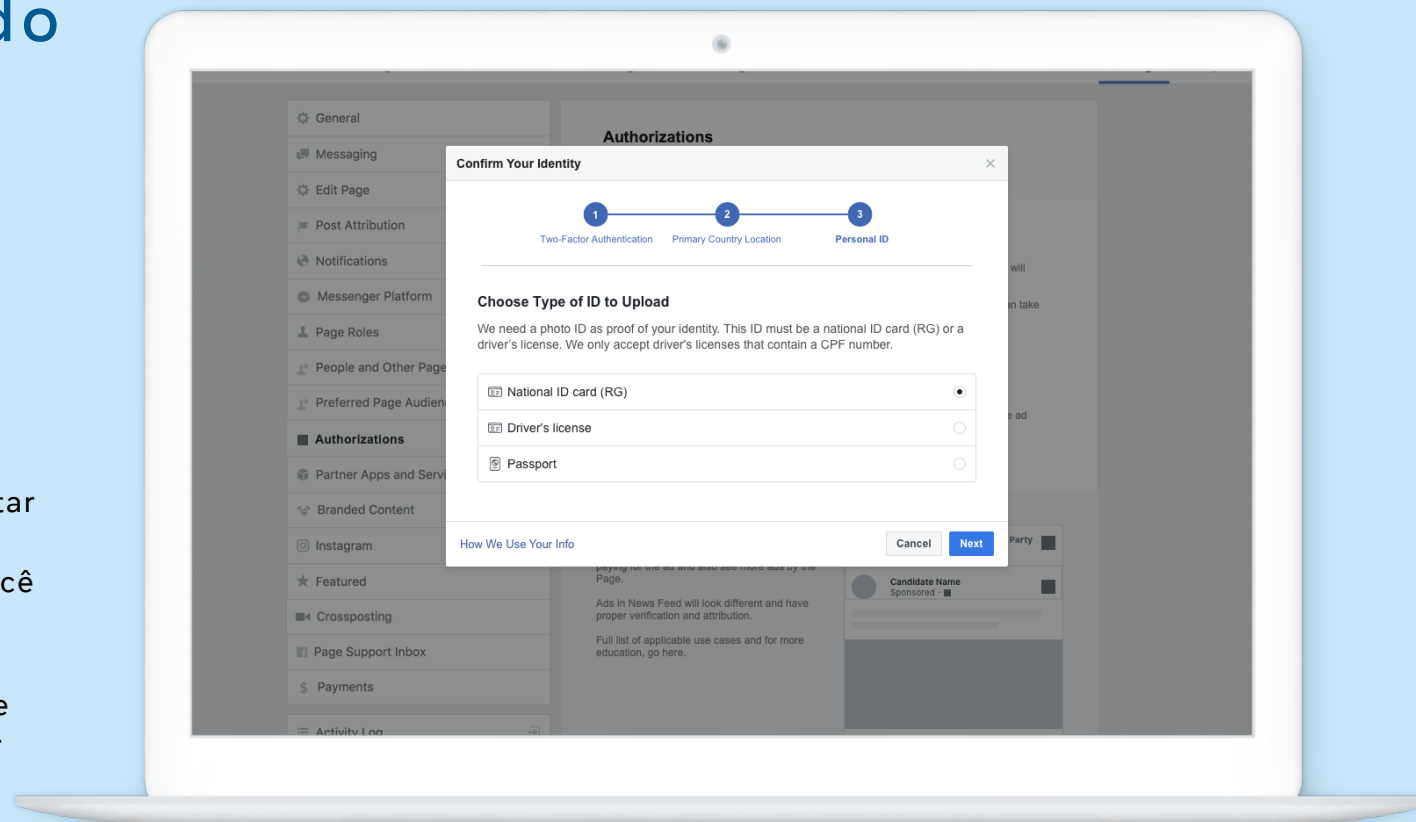 do
tar
cê
e
General
Messaging
Edit Page
Post Attribution
Notifications
Messenger Platform
Page Roles
People and Other Page
Preferred Page Audien
Authorizations
Partner Apps and Servi
Branded Content
Instagram
Featured
Crossposting
Page Support Inbox
$ Payments
Activity Log
Authorizations
will
an take
e ad
Confirm Your Identity
1 2 3
Two-Factor Authentication Primary Country Location Personal ID
Choose Type of ID to Upload
We need a photo ID as proof of your identity. This ID must be a national ID card (RG) or a
driver's license. We only accept driver's licenses that contain a CPF number.
National ID card (RG)
Driver's license
Passport
How We Use Your Info
Cancel Next
paying for the ad and also see more ads by the
Page.
Ads in News Feed will look different and have
proper verification and attribution.
Full list of applicable use cases and for more
education, go here.
Party
Candidate Name
Sponsored ·